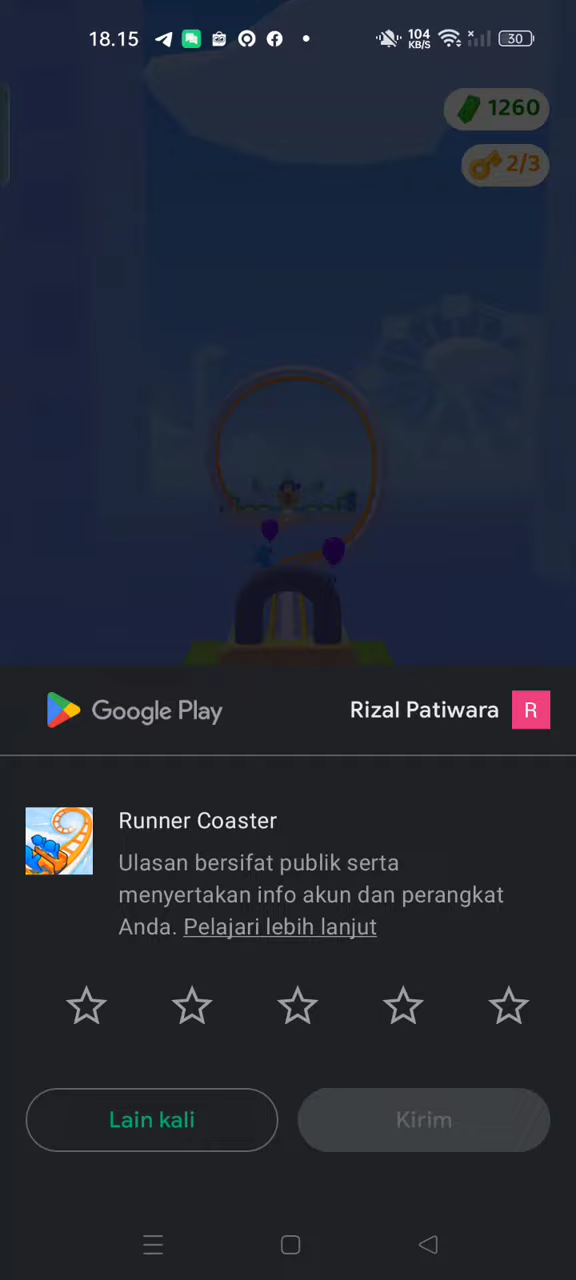 18.15
104
KB/S
30
1260
2/3
Google Play
Rizal Patiwara
R
Runner Coaster
Ulasan bersifat publik serta
menyertakan info akun dan perangkat
Anda. Pelajari lebih lanjut
Lain kali
Kirim